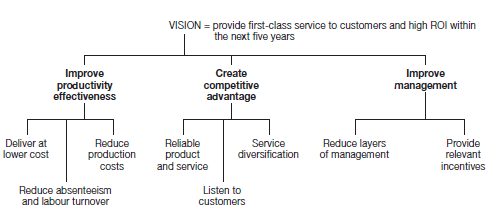 VISION = provide first-class service to customers and high ROI within
the next five years
Improve
productivity
effectiveness
Create
competitive
advantage
Improve
management
Deliver at
lower cost
Reduce
production
costs
Reliable
product
and service
Service
diversification
Reduce layers
of management
Provide
relevant
incentives
Reduce absenteeism
and labour turnover
Listen to
customers